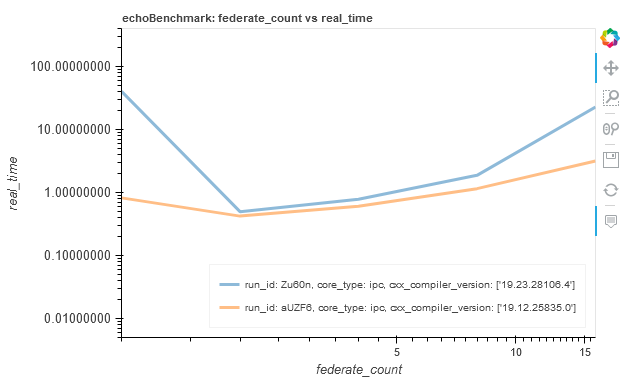 echoBenchmark: federate_count vs real_time
100.00000000
10.00000000
1.00000000
0.10000000
0.01000000
real_time
run_id: Zu60n, core_type: ipc, cxx_compiler_version: ['19.23.28106.4']
run_id: aUZF6, core_type: ipc, cxx_compiler_version: ['19.12.25835.0']
5
10
15
federate_count